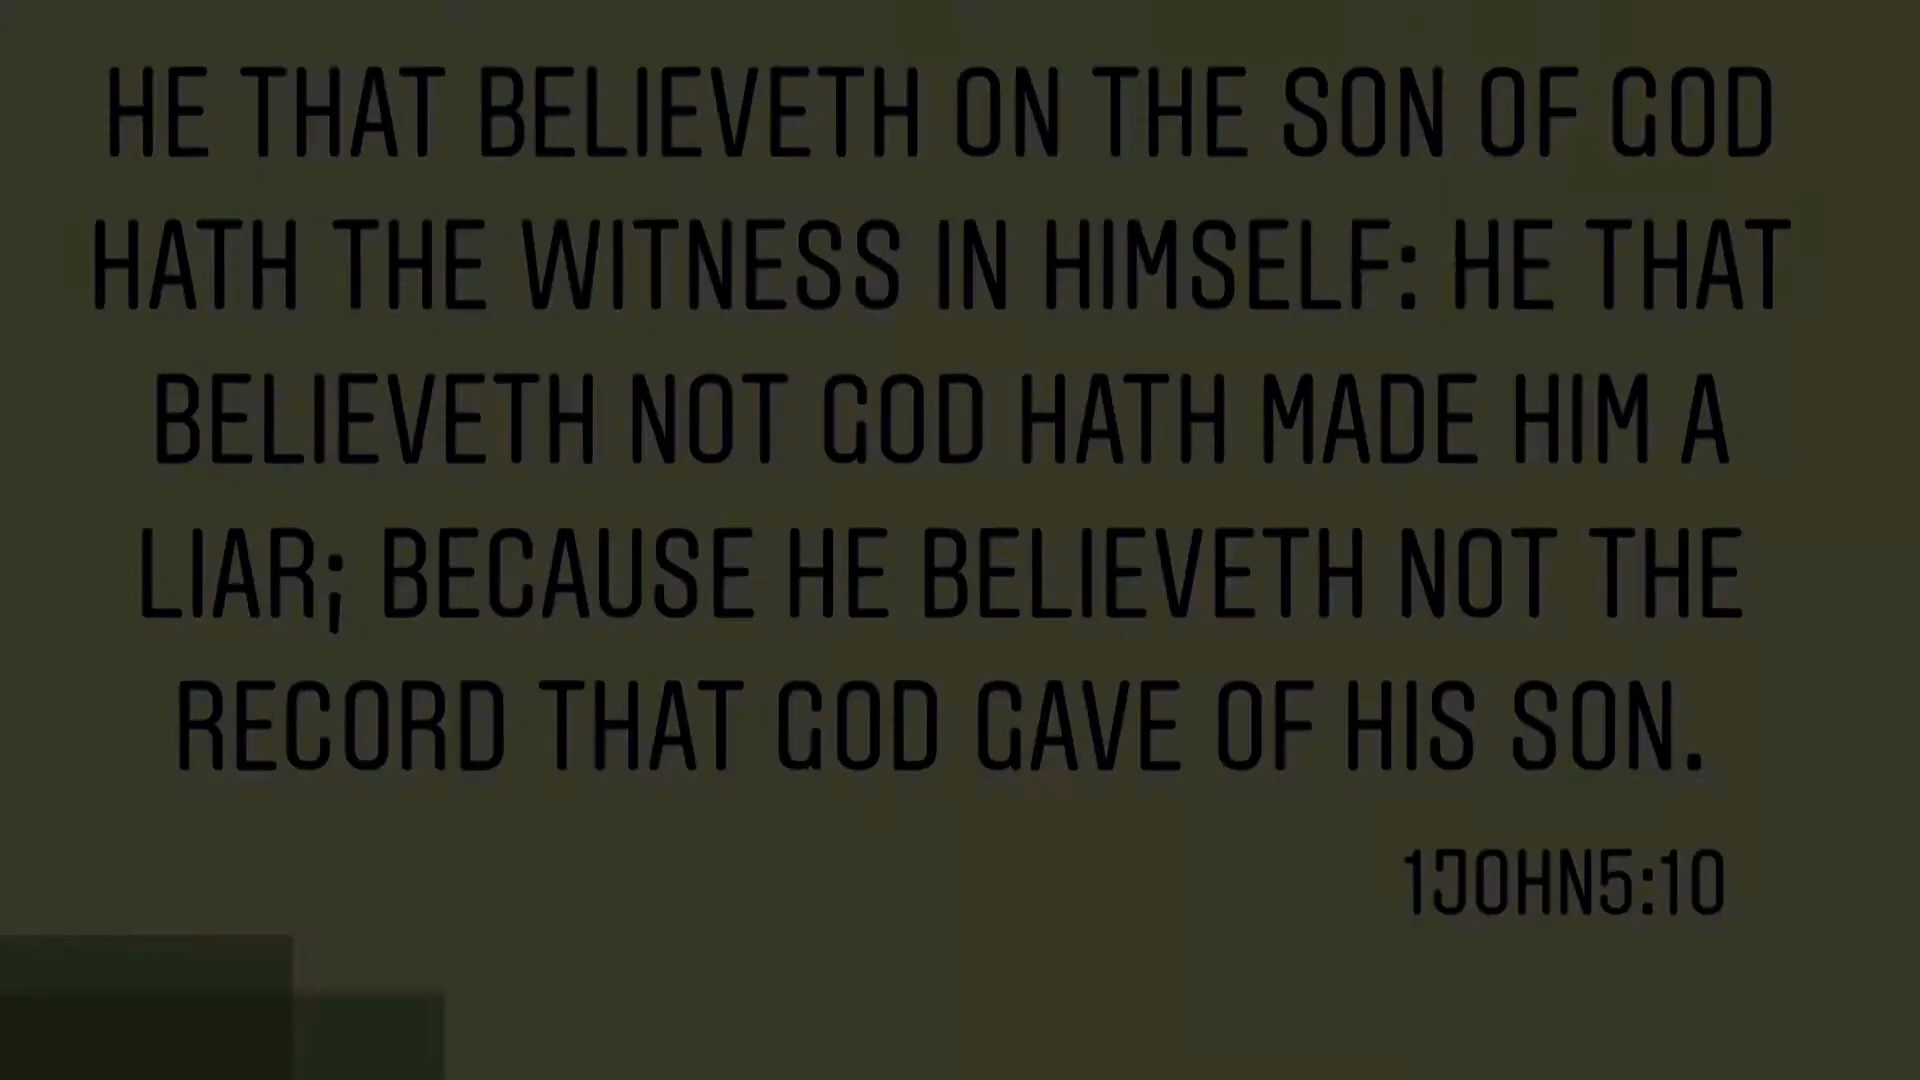 HE THAT BELIEVETH ON THE SON OF GOD
HATH THE WITNESS IN HIMSELF: HE THAT
BELIEVETH NOT GOD HATH MADE HIM A
LIAR; BECAUSE HE BELIEVETH NOT THE
RECORD THAT GOD GAVE OF HIS SON.
1JOHN5:10